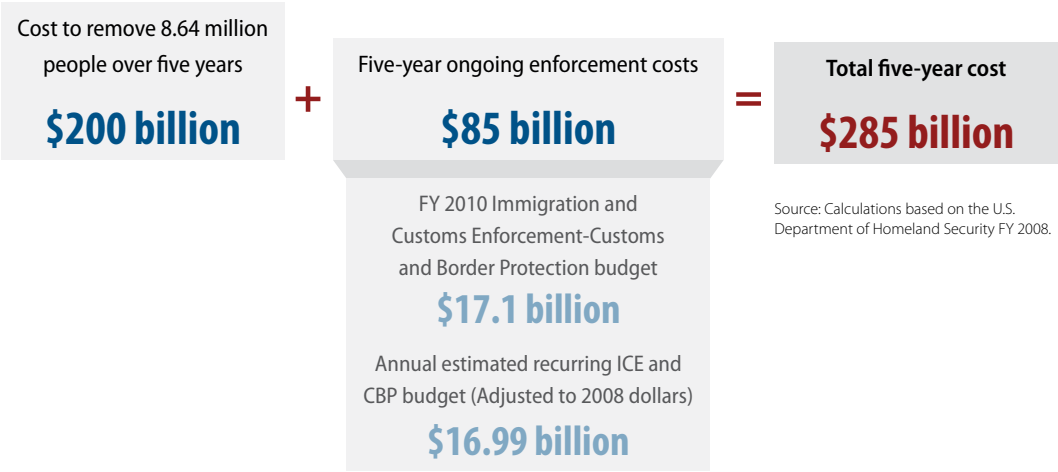 Cost to remove 8.64 million
people over five years
$200 billion
+
Five-year ongoing enforcement costs
$85 billion
FY 2010 Immigration and
Customs Enforcement-Customs
and Border Protection budget
$17.1 billion
Annual estimated recurring ICE and
CBP budget (Adjusted to 2008 dollars)
$16.99 billion
=
Total five-year cost
$285 billion
Source: Calculations based on the U.S.
Department of Homeland Security FY 2008.